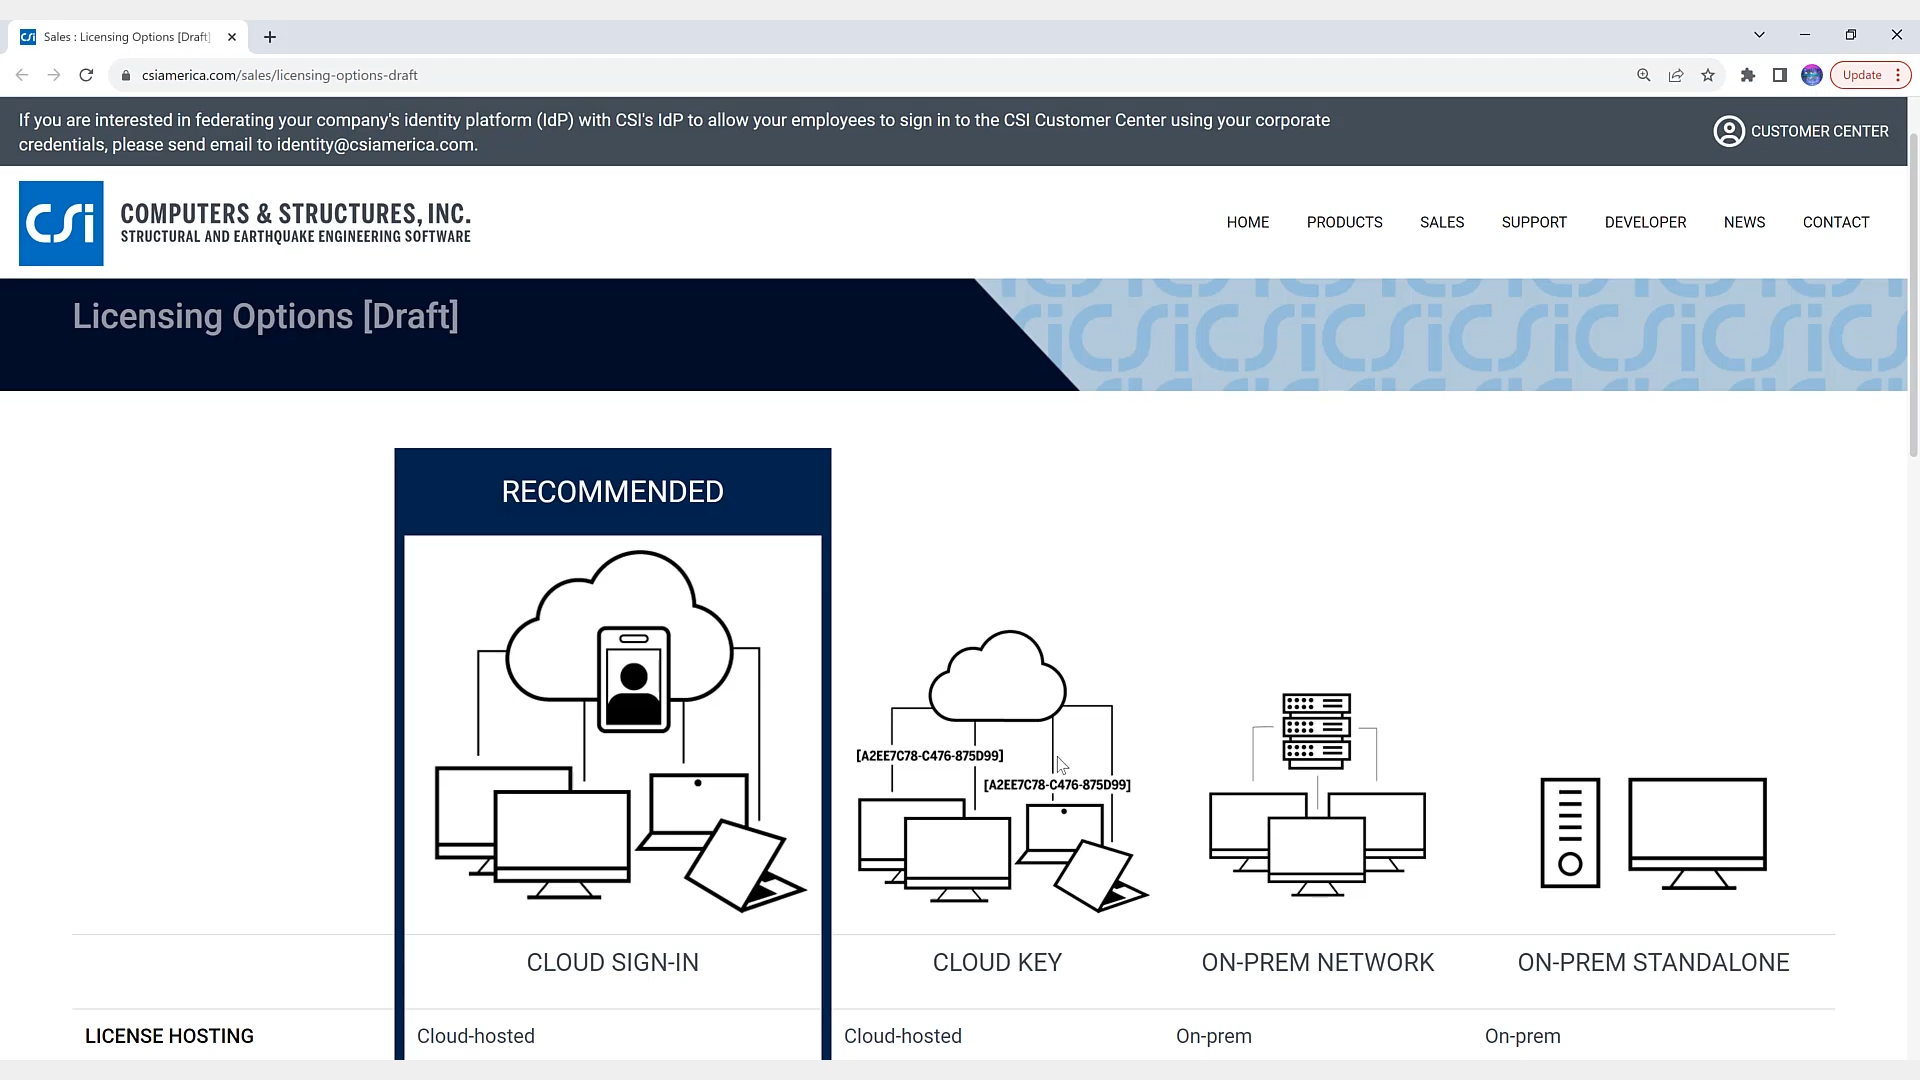 Sales : Licensing Options [Draft]
csiamerica.com/sales/licensing-options-draft
Update
If you are interested in federating your company's identity platform (IdP) with CSI's IdP to allow your employees to sign in to the CSI Customer Center using your corporate
credentials, please send email to identity@csiamerica.com.
CUSTOMER CENTER
CSi
COMPUTERS & STRUCTURES, INC.
STRUCTURAL AND EARTHQUAKE ENGINEERING SOFTWARE
HOME PRODUCTS SALES SUPPORT DEVELOPER NEWS CONTACT
Licensing Options [Draft]
RECOMMENDED
[A2EE7C78-C476-875D99]
[A2EE7C78-C476-875D99]
CLOUD SIGN-IN CLOUD KEY ON-PREM NETWORK ON-PREM STANDALONE
LICENSE HOSTING Cloud-hosted Cloud-hosted On-prem On-prem